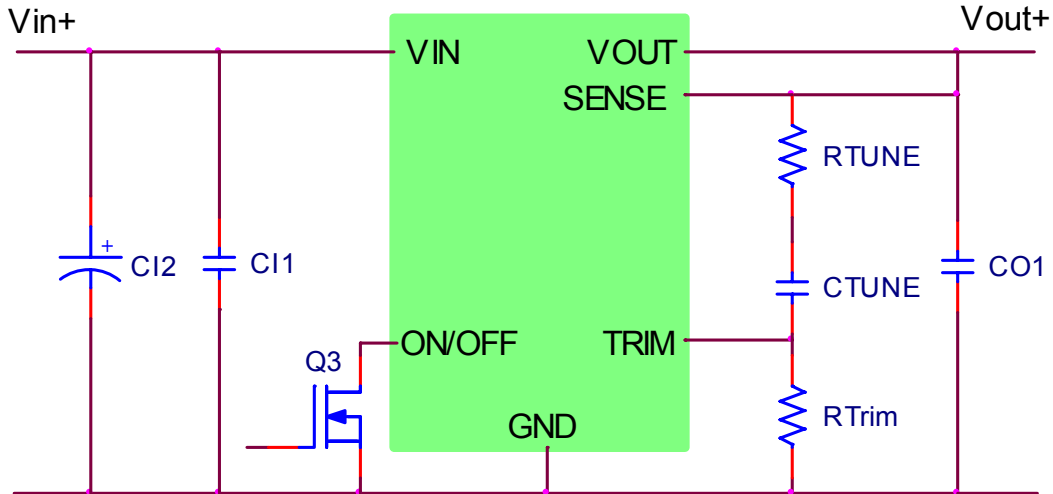 Vin+
Vout+
VIN
VOUT
SENSE
RTUNE
+
CI2
CI1
CTUNE
CO1
ON/OFF
TRIM
Q3
RTrim
GND